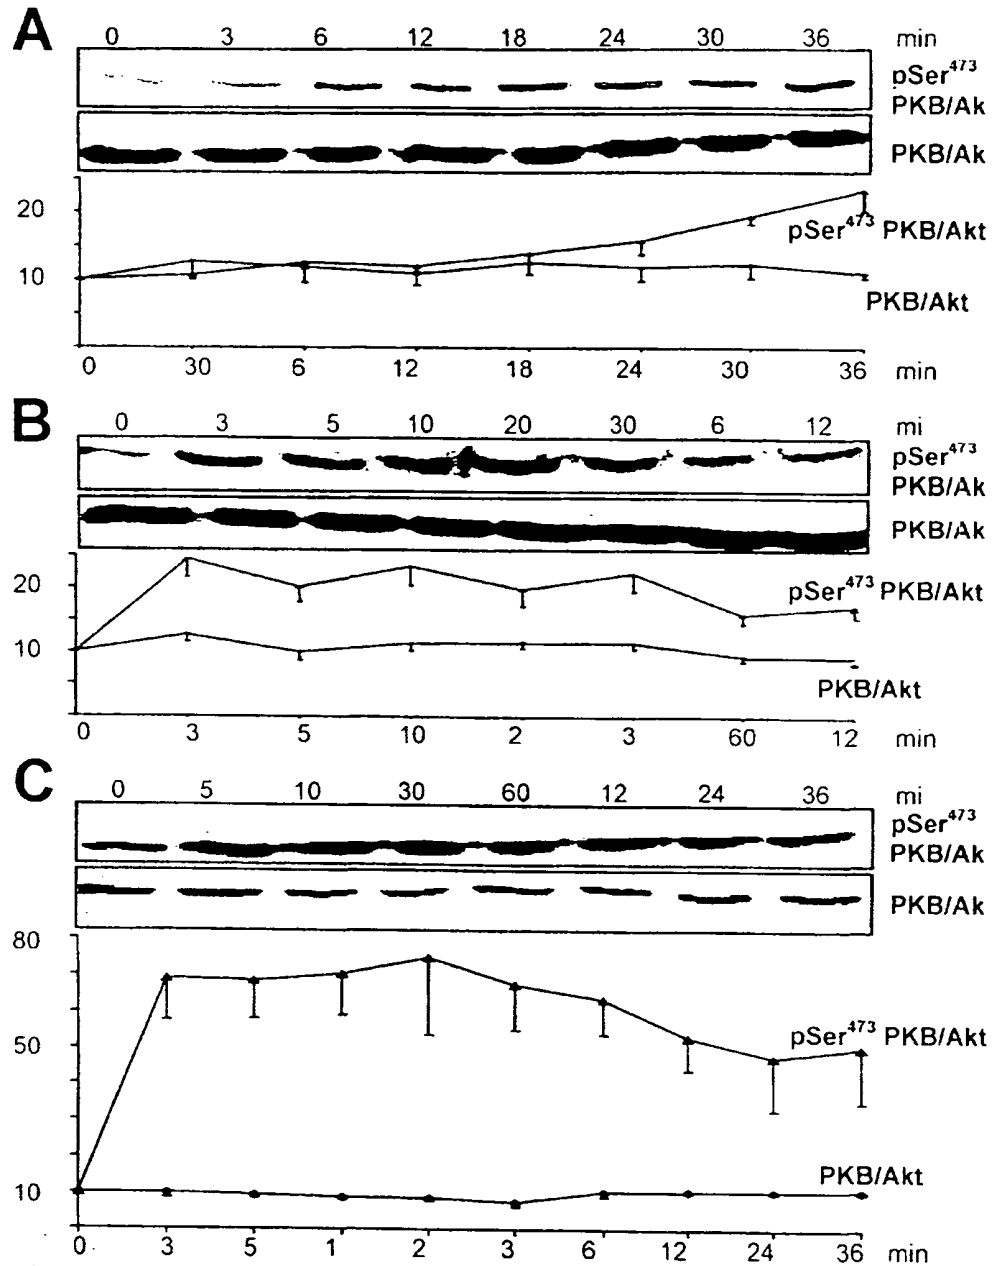 A
0 3 6 12 18 24 30 36 min
pSer473
PKB/Ak
PKB/Ak
20
pSer473 PKB/Akt
10
PKB/Akt
0 30 6 12 18 24 30 36 min
B
0 3 5 10 20 30 6 12 mi
pSer473
PKB/Ak
PKB/Ak
20
pSer473 PKB/Akt
10
PKB/Akt
0 3 5 10 2 3 60 12 min
C
0 5 10 30 60 12 24 36 mi
pSer473
PKB/Ak
PKB/Ak
80
50
pSer473 PKB/Akt
PKB/Akt
10
0 3 5 1 2 3 6 12 24 36 min